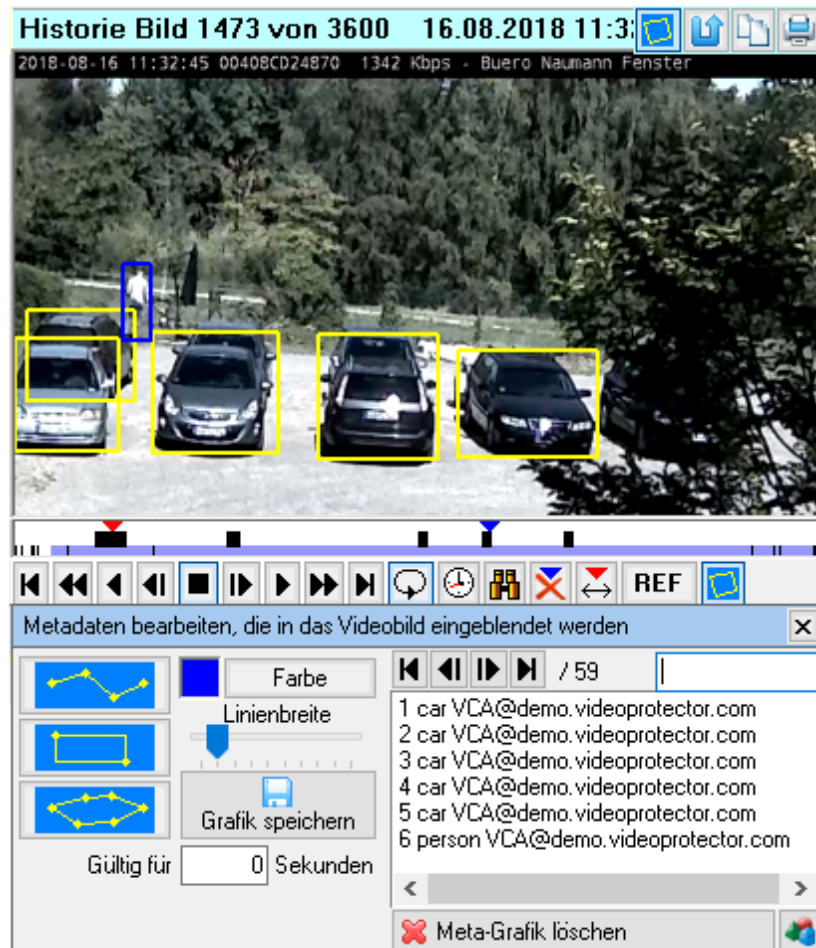 Historie Bild 1473 von 3600 16.08.2018 11:3
2018-08-16 11:32:45 00408CD24870 1342 Kbps - Buero Naumann Fenster
REF
Metadaten bearbeiten, die in das Videobild eingeblendet werden
Farbe
Linienbreite
Grafik speichern
Gültig für 0 Sekunden
/ 59
1 car VCA@demo.videoprotector.com
2 car VCA@demo.videoprotector.com
3 car VCA@demo.videoprotector.com
4 car VCA@demo.videoprotector.com
5 car VCA@demo.videoprotector.com
6 person VCA@demo.videoprotector.com
Meta-Grafik löschen